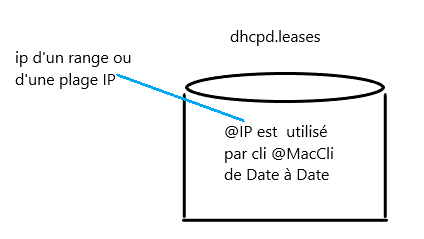 dhcpd.leases
ip d'un range ou
d'une plage IP
@IP est utilisé
par cli @MacCli
de Date à Date